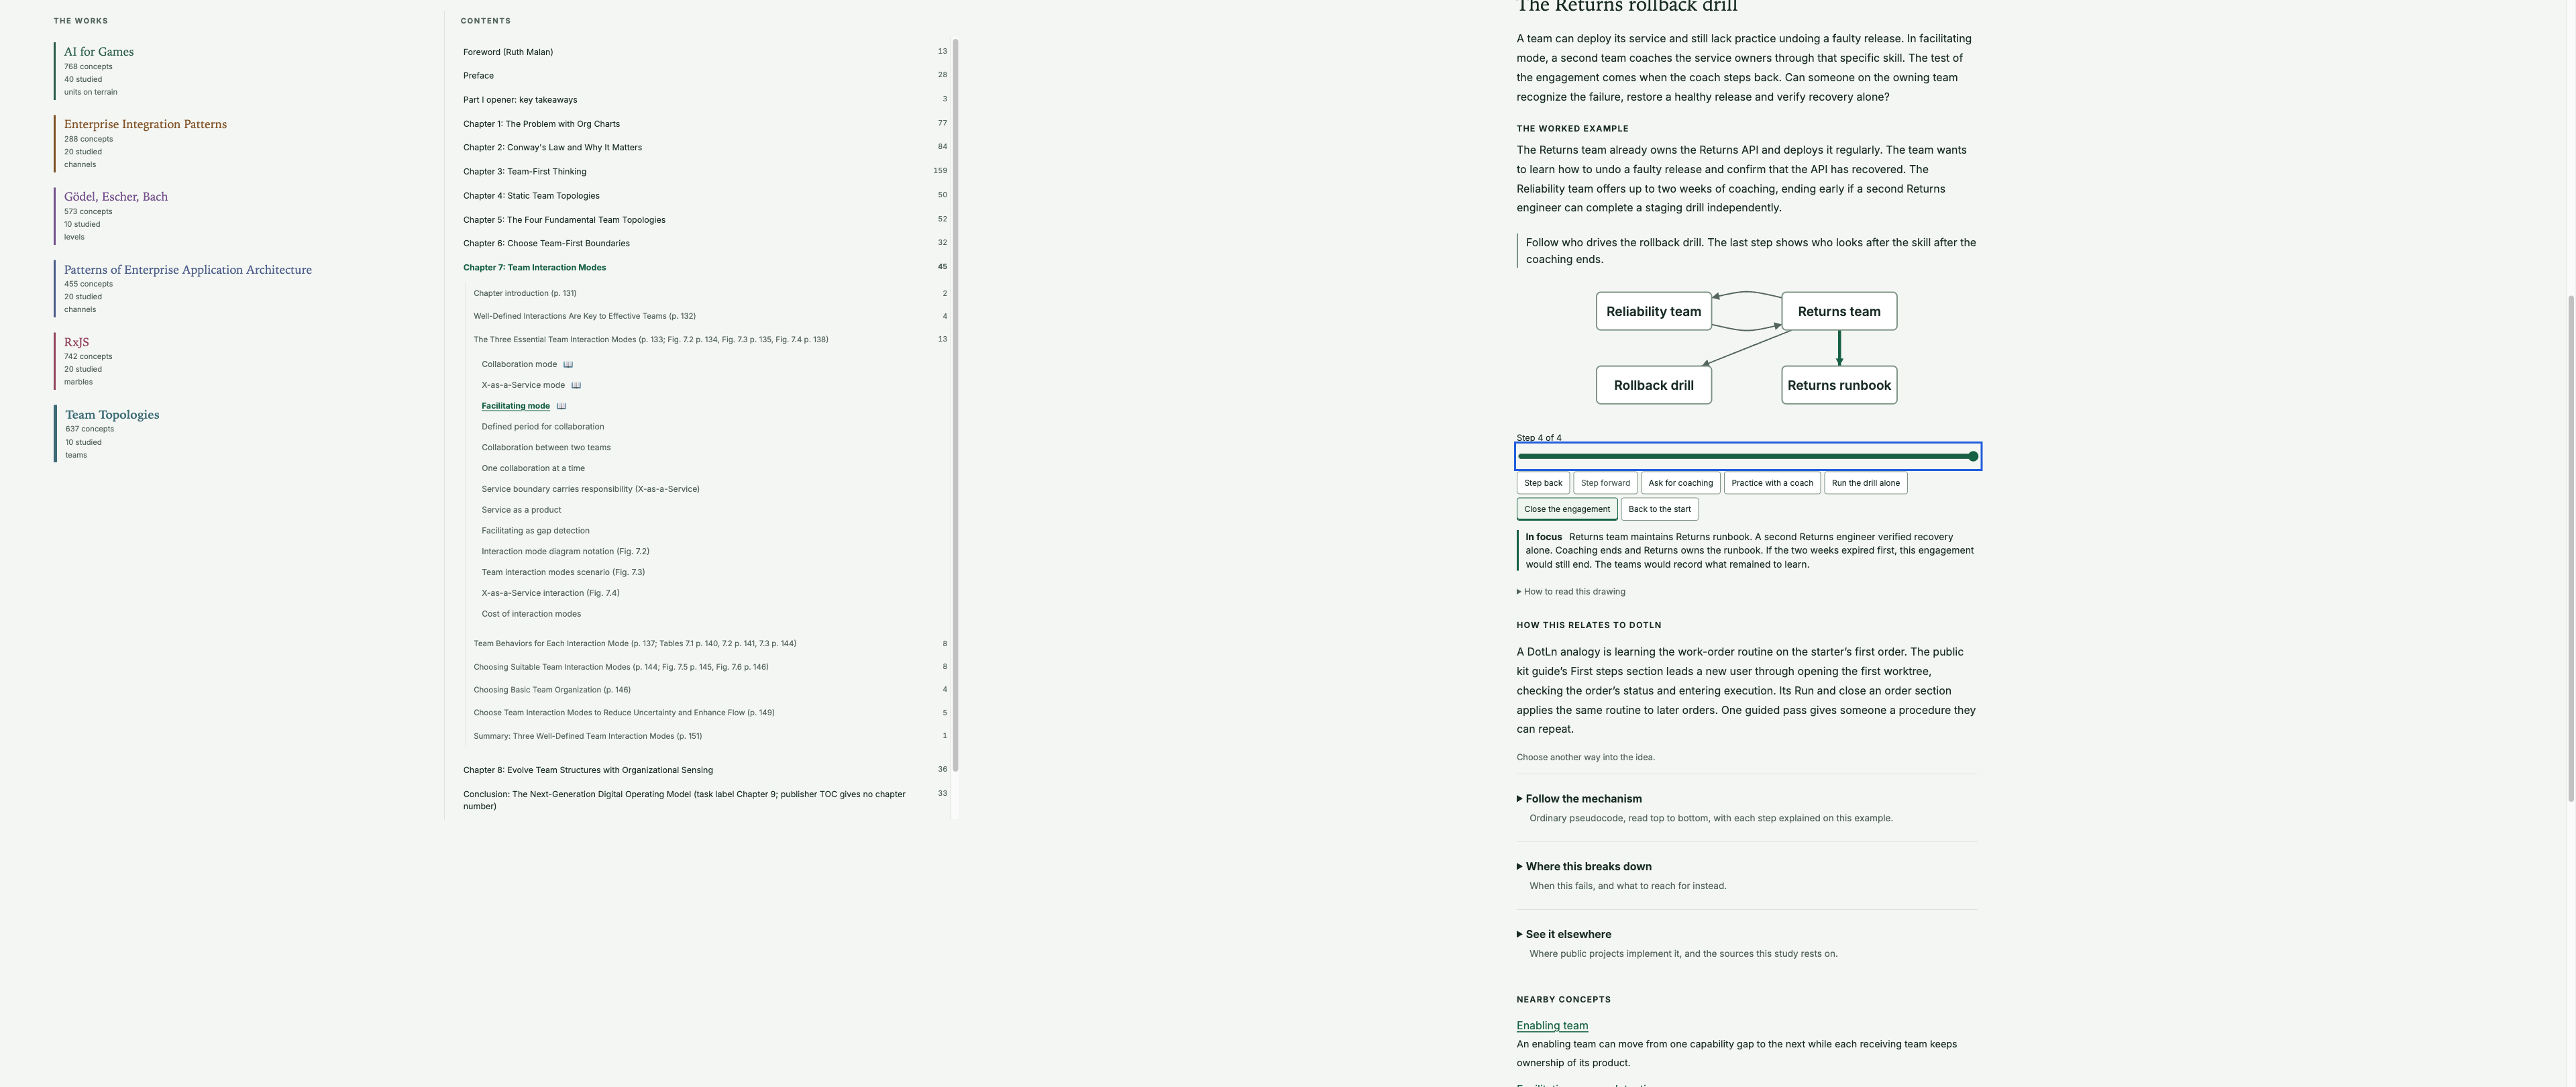 THE WORKS
AI for Games
768 concepts
40 studied
units on terrain
Enterprise Integration Patterns
288 concepts
20 studied
channels
Gödel, Escher, Bach
573 concepts
10 studied
levels
Patterns of Enterprise Application Architecture
455 concepts
20 studied
channels
RxJS
742 concepts
20 studied
marbles
Team Topologies
637 concepts
10 studied
teams
CONTENTS
Foreword (Ruth Malan) 13
Preface 28
Part I opener: key takeaways 3
Chapter 1: The Problem with Org Charts 77
Chapter 2: Conway's Law and Why It Matters 84
Chapter 3: Team-First Thinking 159
Chapter 4: Static Team Topologies 50
Chapter 5: The Four Fundamental Team Topologies 52
Chapter 6: Choose Team-First Boundaries 32
Chapter 7: Team Interaction Modes 45
Chapter introduction (p. 131) 2
Well-Defined Interactions Are Key to Effective Teams (p. 132) 4
The Three Essential Team Interaction Modes (p. 133; Fig. 7.2 p. 134, Fig. 7.3 p. 135, Fig. 7.4 p. 138) 13
Collaboration mode
X-as-a-Service mode
Facilitating mode
Defined period for collaboration
Collaboration between two teams
One collaboration at a time
Service boundary carries responsibility (X-as-a-Service)
Service as a product
Facilitating as gap detection
Interaction mode diagram notation (Fig. 7.2)
Team interaction modes scenario (Fig. 7.3)
X-as-a-Service interaction (Fig. 7.4)
Cost of interaction modes
Team Behaviors for Each Interaction Mode (p. 137; Tables 7.1 p. 140, 7.2 p. 141, 7.3 p. 144) 8
Choosing Suitable Team Interaction Modes (p. 144; Fig. 7.5 p. 145, Fig. 7.6 p. 146) 8
Choosing Basic Team Organization (p. 146) 4
Choose Team Interaction Modes to Reduce Uncertainty and Enhance Flow (p. 149) 5
Summary: Three Well-Defined Team Interaction Modes (p. 151) 1
Chapter 8: Evolve Team Structures with Organizational Sensing 36
Conclusion: The Next-Generation Digital Operating Model (task label Chapter 9; publisher TOC gives no chapter 33
number)
The Returns rollback drill
A team can deploy its service and still lack practice undoing a faulty release. In facilitating
mode, a second team coaches the service owners through that specific skill. The test of
the engagement comes when the coach steps back. Can someone on the owning team
recognize the failure, restore a healthy release and verify recovery alone?
THE WORKED EXAMPLE
The Returns team already owns the Returns API and deploys it regularly. The team wants
to learn how to undo a faulty release and confirm that the API has recovered. The
Reliability team offers up to two weeks of coaching, ending early if a second Returns
engineer can complete a staging drill independently.
Follow who drives the rollback drill. The last step shows who looks after the skill after the
coaching ends.
Reliability team
Returns team
Rollback drill
Returns runbook
Step 4 of 4
Step back
Step forward
Ask for coaching
Practice with a coach
Run the drill alone
Close the engagement
Back to the start
In focus Returns team maintains Returns runbook. A second Returns engineer verified recovery
alone. Coaching ends and Returns owns the runbook. If the two weeks expired first, this engagement
would still end. The teams would record what remained to learn.
How to read this drawing
HOW THIS RELATES TO DOTLN
A DotLn analogy is learning the work-order routine on the starter's first order. The public
kit guide's First steps section leads a new user through opening the first worktree,
checking the order's status and entering execution. Its Run and close an order section
applies the same routine to later orders. One guided pass gives someone a procedure they
can repeat.
Choose another way into the idea.
Follow the mechanism
Ordinary pseudocode, read top to bottom, with each step explained on this example.
Where this breaks down
When this fails, and what to reach for instead.
See it elsewhere
Where public projects implement it, and the sources this study rests on.
NEARBY CONCEPTS
Enabling team
An enabling team can move from one capability gap to the next while each receiving team keeps
ownership of its product.